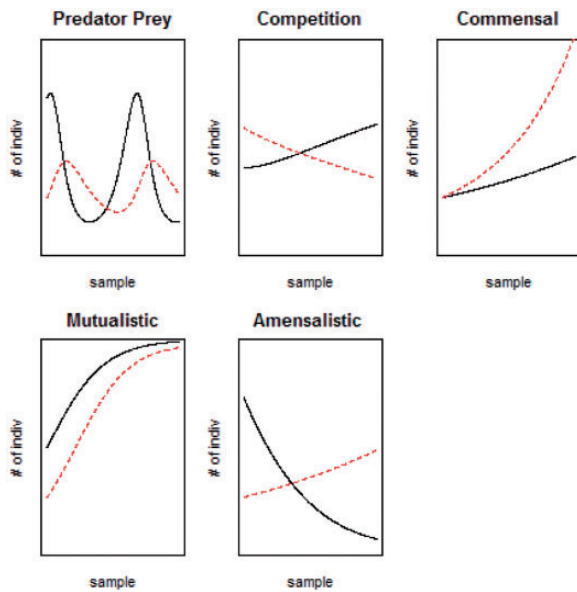 Predator Prey
# of indiv
sample
Competition
# of indiv
sample
Commensal
# of indiv
sample
Mutualistic
# of indiv
sample
Amensalistic
# of indiv
sample